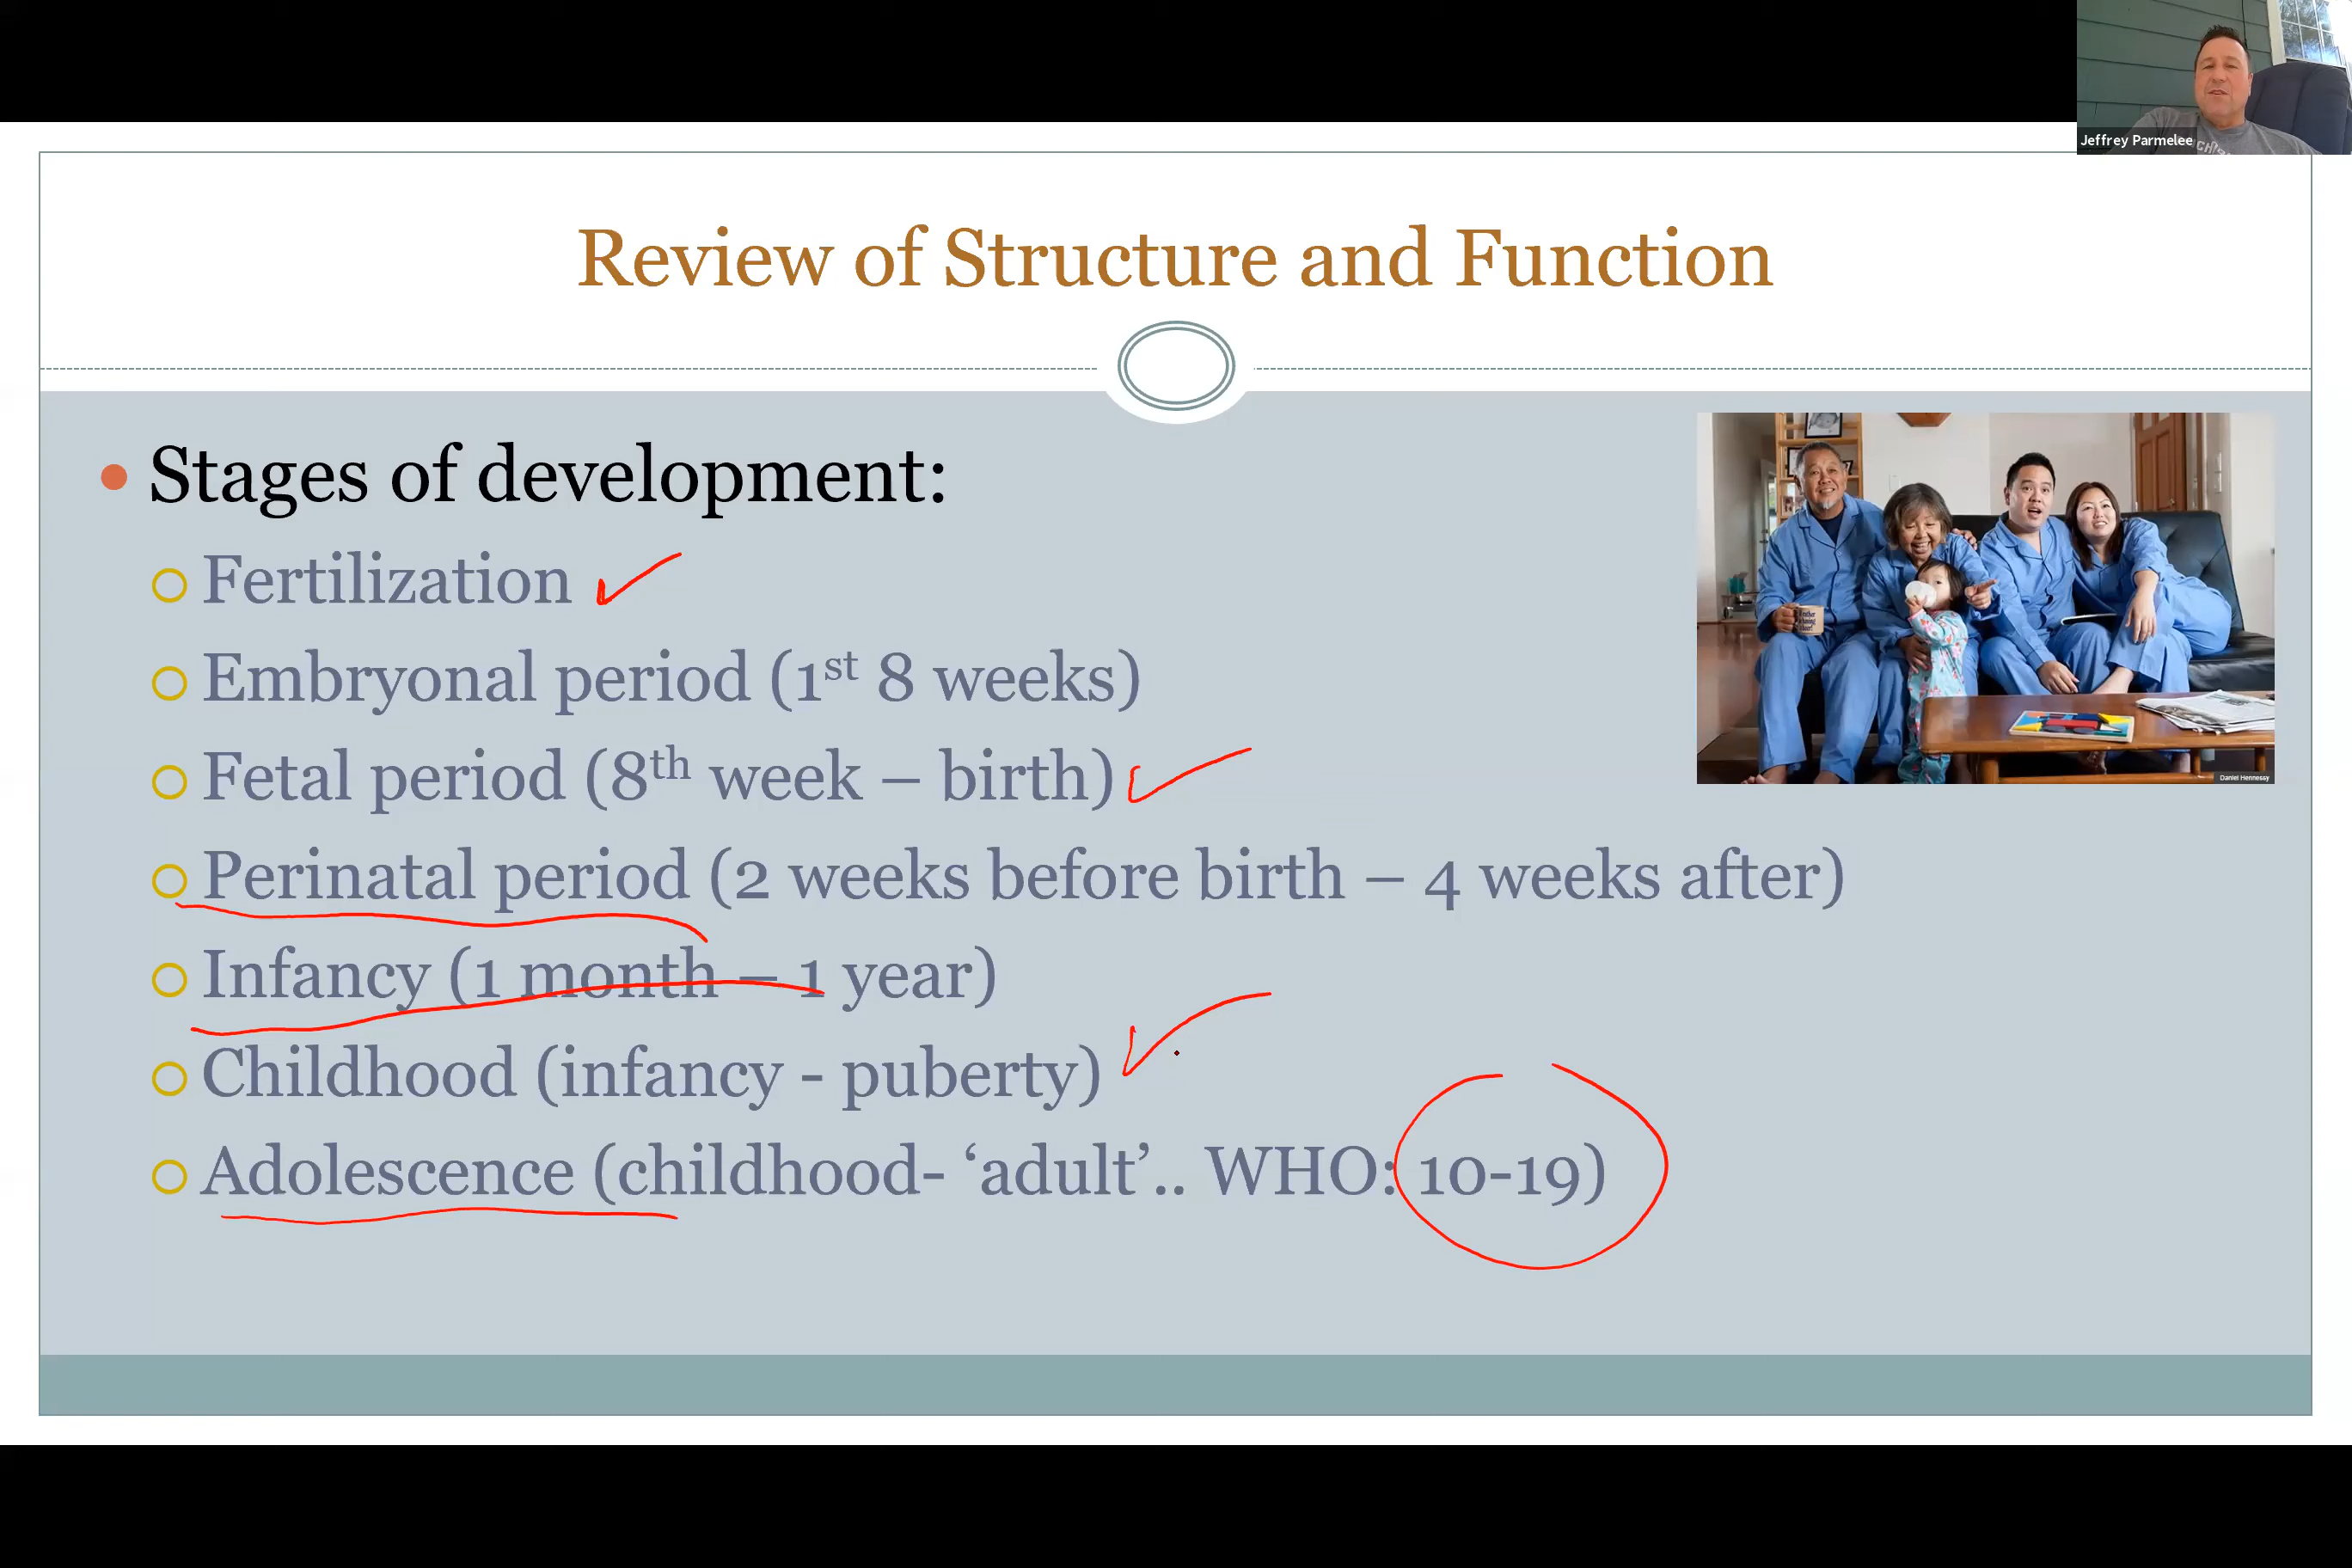 Jeffrey Parmelee
Review of Structure and Function
Stages of development:
Fertilization
Embryonal period (1st 8 weeks)
Fetal period (8th week – birth)
Perinatal period (2 weeks before birth – 4 weeks after)
Infancy (1 month – 1 year)
Childhood (infancy - puberty)
Adolescence (childhood- ‘adult’.. WHO: 10-19)
Daniel Hennessy